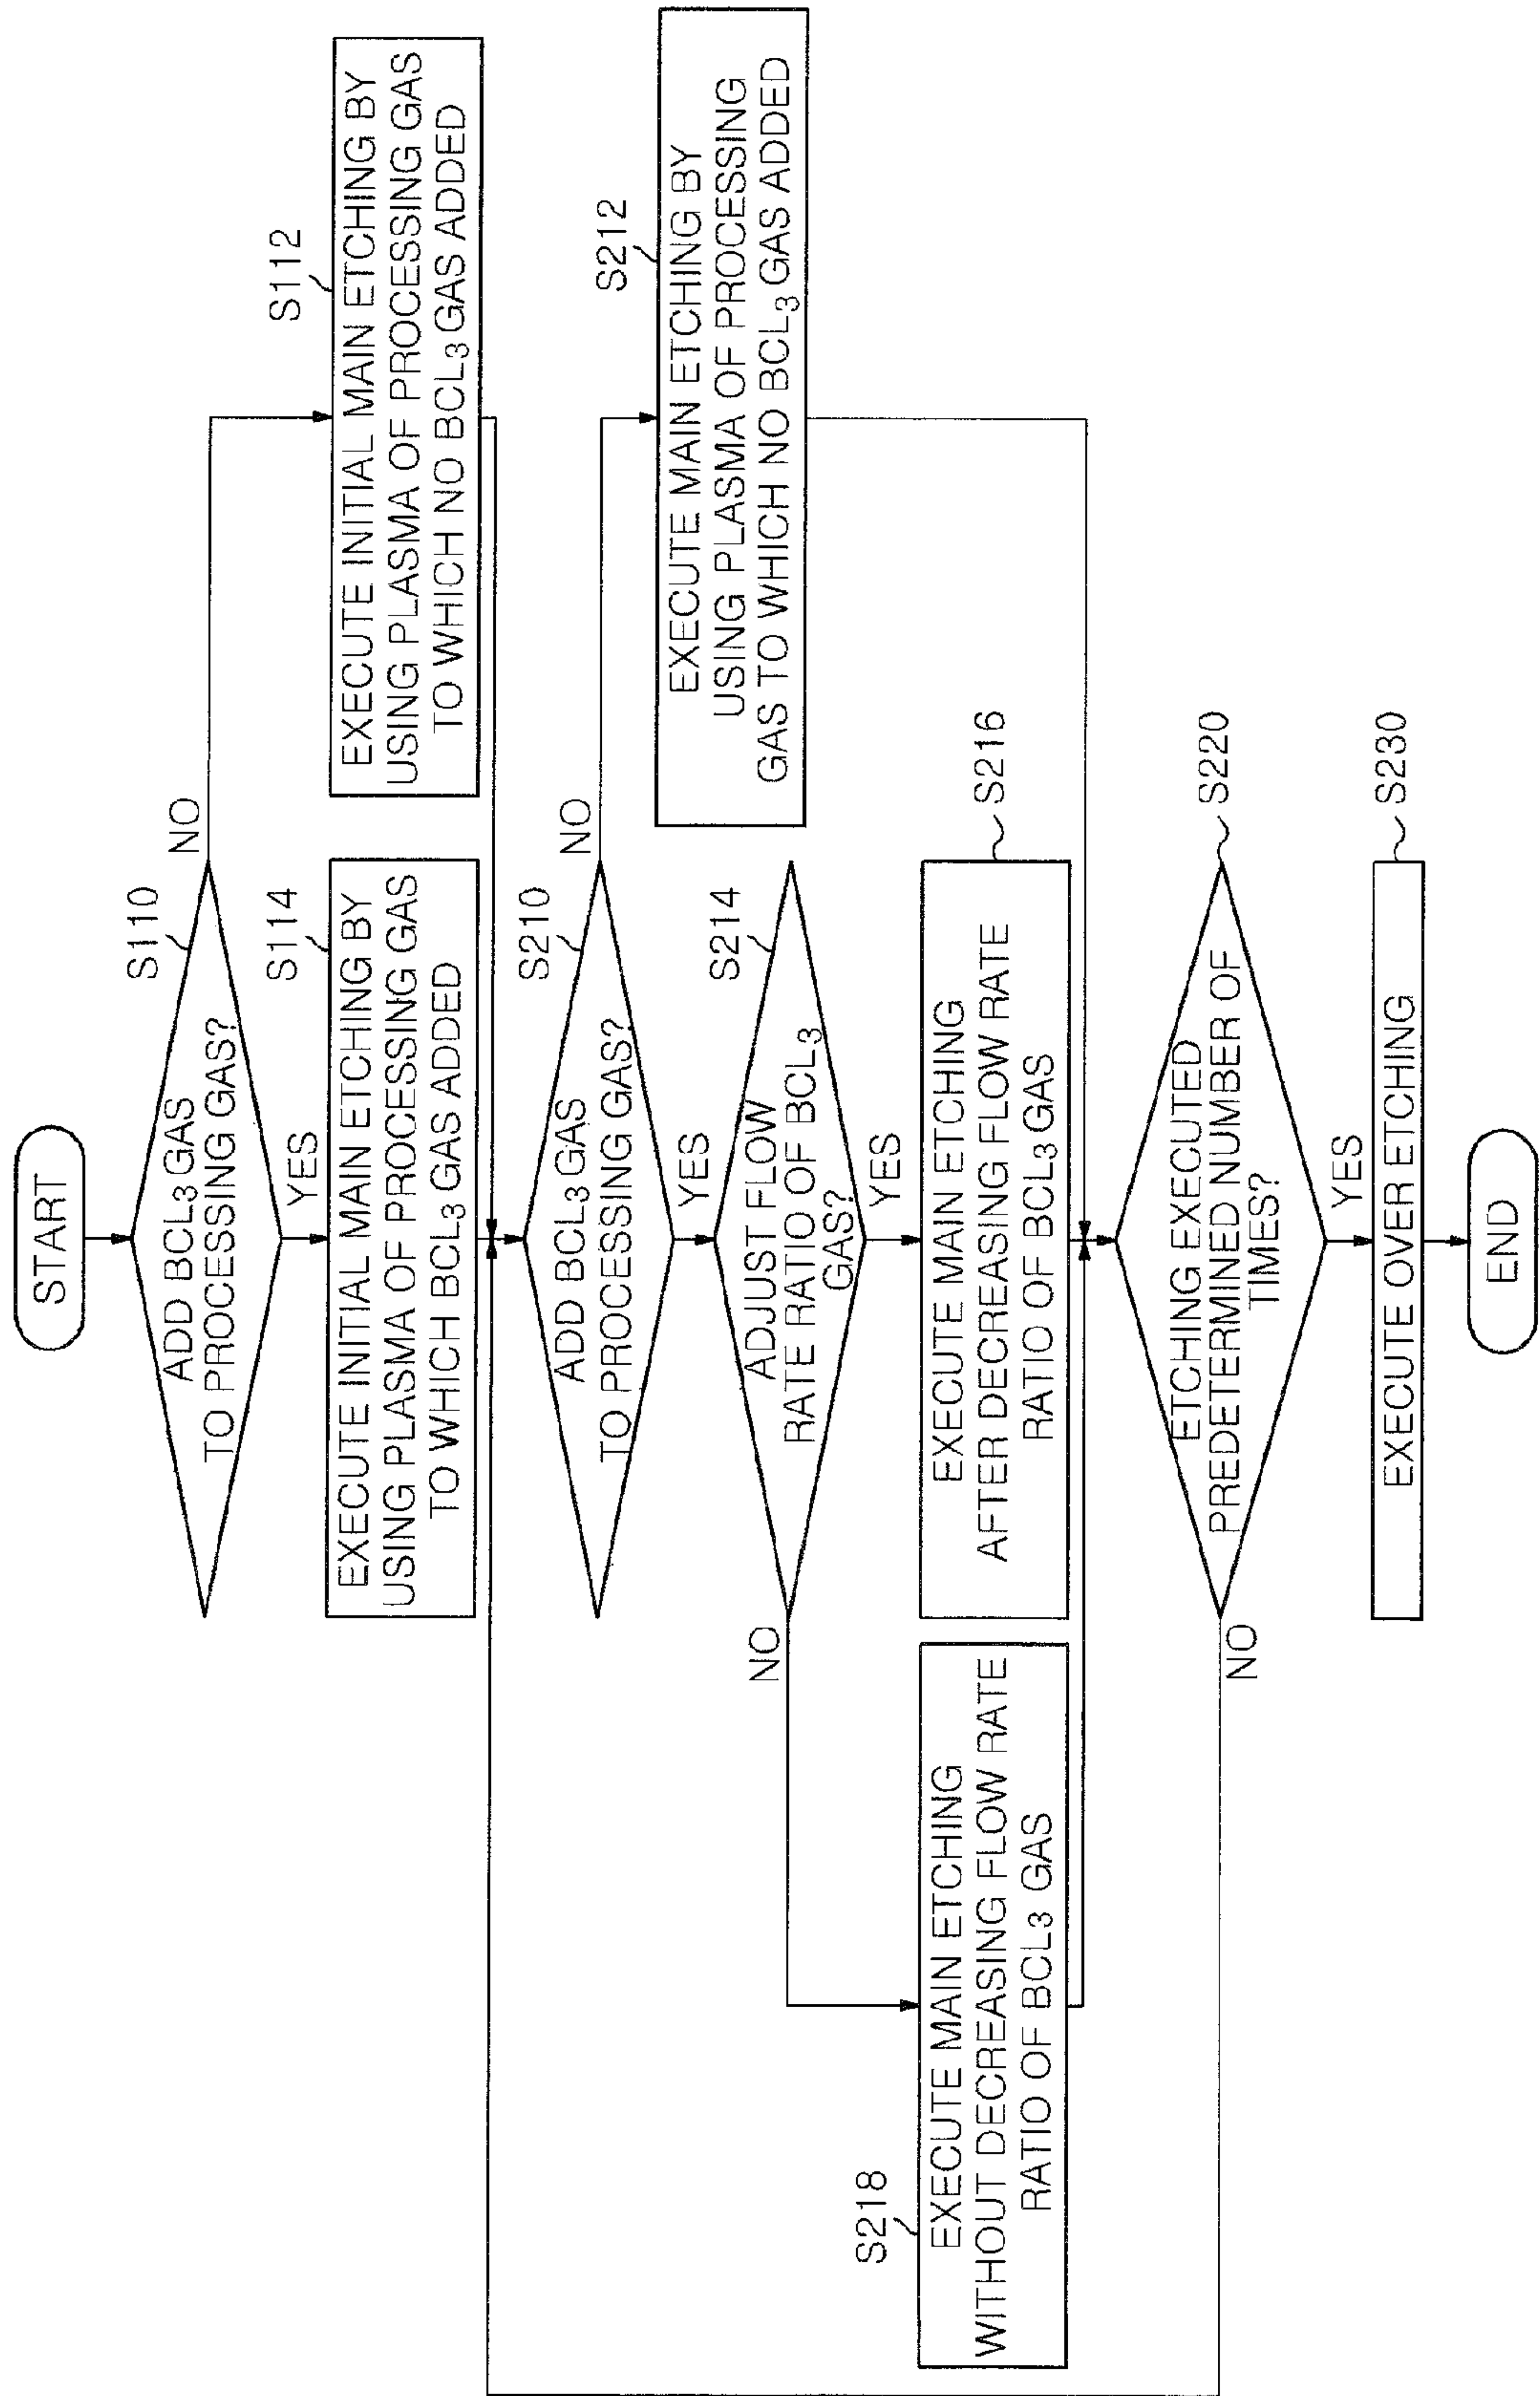 START
S110
ADD BCL3 GAS
TO PROCESSING GAS?
NO
YES
S114
EXECUTE INITIAL MAIN ETCHING BY
USING PLASMA OF PROCESSING GAS
TO WHICH BCL3 GAS ADDED
S112
EXECUTE INITIAL MAIN ETCHING BY
USING PLASMA OF PROCESSING GAS
TO WHICH NO BCL3 GAS ADDED
S210
ADD BCL3 GAS
TO PROCESSING GAS?
NO
YES
S212
EXECUTE MAIN ETCHING BY
USING PLASMA OF PROCESSING
GAS TO WHICH NO BCL3 GAS ADDED
S214
ADJUST FLOW
RATE RATIO OF BCL3
GAS?
NO
YES
S218
EXECUTE MAIN ETCHING
WITHOUT DECREASING FLOW RATE
RATIO OF BCL3 GAS
S216
EXECUTE MAIN ETCHING
AFTER DECREASING FLOW RATE
RATIO OF BCL3 GAS
S220
ETCHING EXECUTED
PREDETERMINED NUMBER OF
TIMES?
NO
YES
S230
EXECUTE OVER ETCHING
END